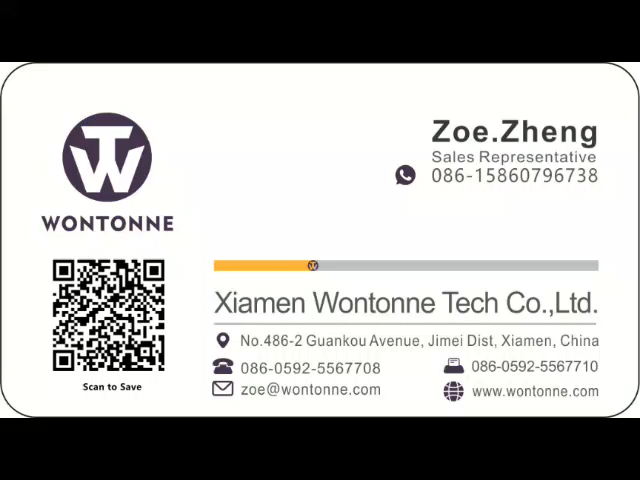 TW
WONTONNE
Scan to Save
Zoe.Zheng
Sales Representative
086-15860796738
Xiamen Wontonne Tech Co.,Ltd.
No.486-2 Guankou Avenue, Jimei Dist, Xiamen, China
086-0592-5567708
086-0592-5567710
zoe@wontonne.com
www.wontonne.com